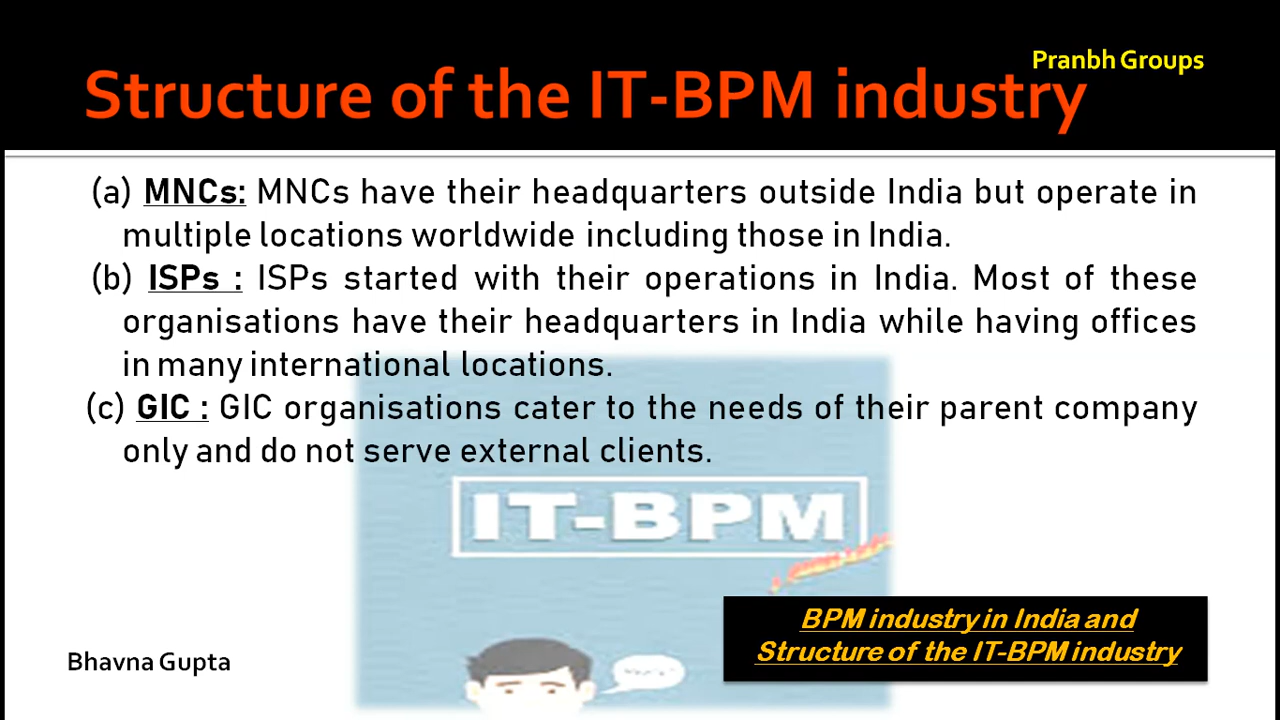 Pranbh Groups
Structure of the IT-BPM industry
(a) MNCs: MNCs have their headquarters outside India but operate in
multiple locations worldwide including those in India.
(b) ISPs : ISPs started with their operations in India. Most of these
organisations have their headquarters in India while having offices
in many international locations.
(c) GIC : GIC organisations cater to the needs of their parent company
only and do not serve external clients.
IT-BPM
BPM industry in India and
Structure of the IT-BPM industry
Bhavna Gupta